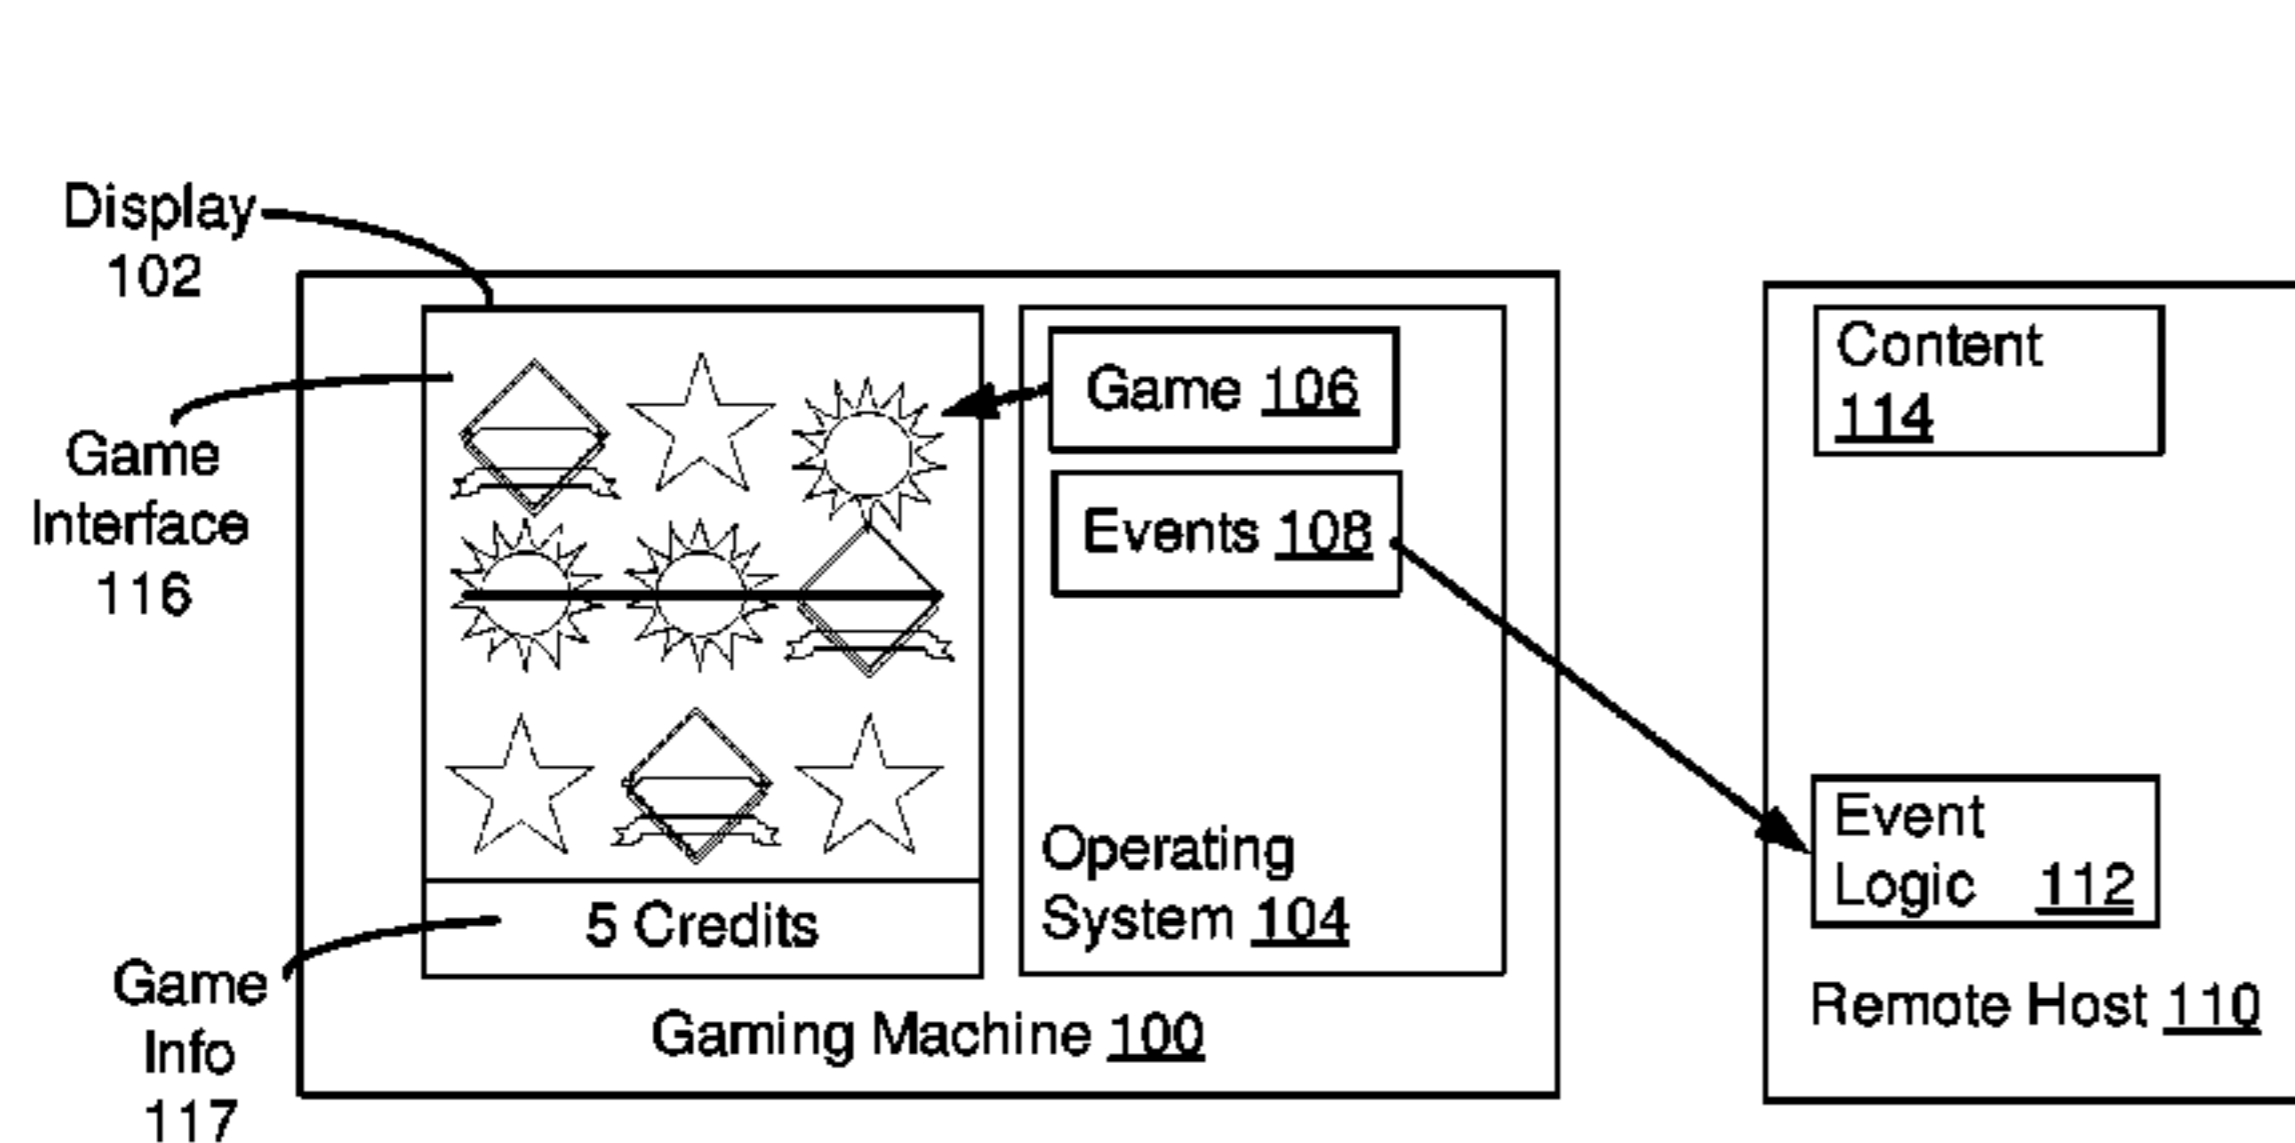 Display
102
Game
Interface
116
Game
Info
117
5 Credits
Game 106
Events 108
Operating
System 104
Gaming Machine 100
Content
114
Event
Logic 112
Remote Host 110